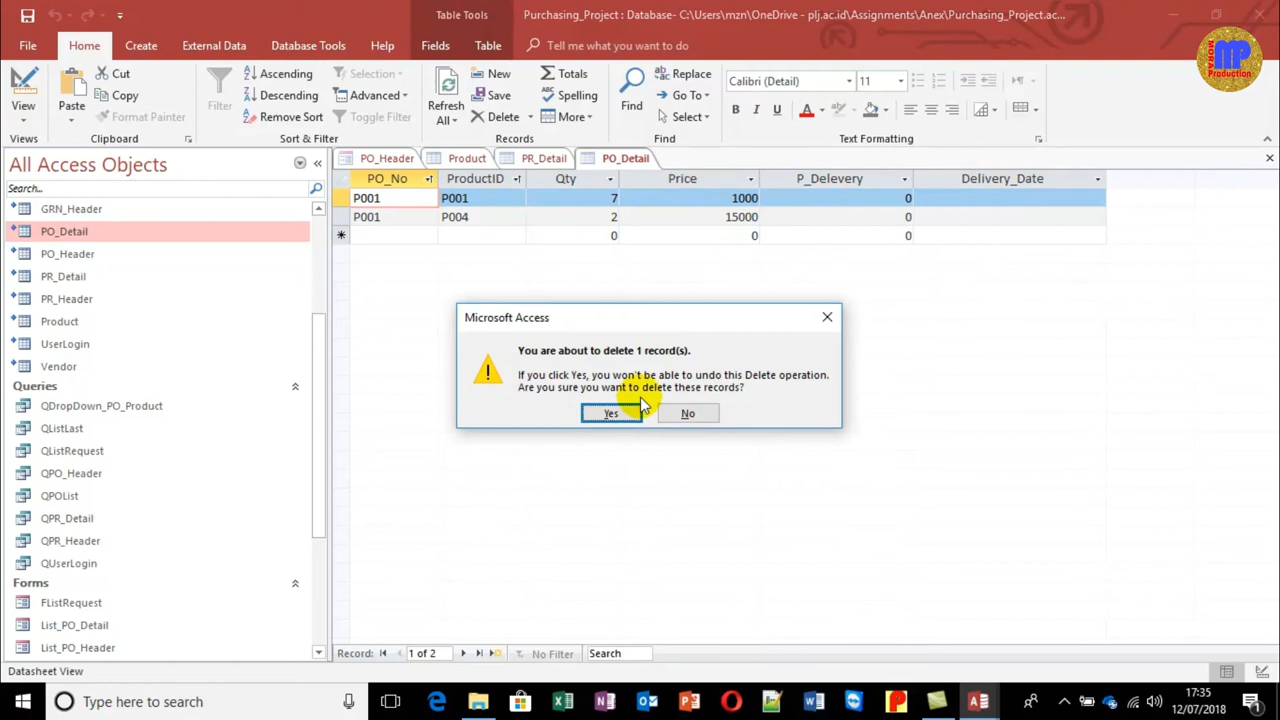 Table Tools
Purchasing_Project : Database- C:\Users\mzn\OneDrive - plj.ac.id\Assignments\Anex\Purchasing_Project.ac...
File Home Create External Data Database Tools Help Fields Table Tell me what you want to do
MORA
MP
Production
View
Views
Paste
Cut
Copy
Format Painter
Clipboard
Filter
Ascending
Descending
Remove Sort
Selection
Advanced
Toggle Filter
Sort & Filter
Refresh
All
New
Save
Delete
Totals
Spelling
More
Records
Find
Replace
Go To
Select
Find
Calibri (Detail) 11
B I U A
Text Formatting
All Access Objects
Search...
GRN_Header
PO_Detail
PO_Header
PR_Detail
PR_Header
Product
UserLogin
Vendor
Queries
QDropDown_PO_Product
QListLast
QListRequest
QPO_Header
QPOList
QPR_Detail
QPR_Header
QUserLogin
Forms
FListRequest
List_PO_Detail
List_PO_Header
PO_Header Product PR_Detail PO_Detail
PO_No ProductID Qty Price P_Delevery Delivery_Date
P001 P001 7 1000 0
P001 P004 2 15000 0
0 0 0
Microsoft Access
You are about to delete 1 record(s).
If you click Yes, you won't be able to undo this Delete operation.
Are you sure you want to delete these records?
Yes No
Record: 1 of 2 No Filter Search
Datasheet View
Type here to search
17:35
12/07/2018